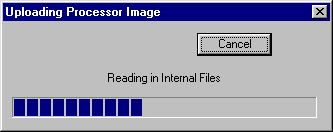 Uploading Processor Image
Cancel
Reading in Internal Files